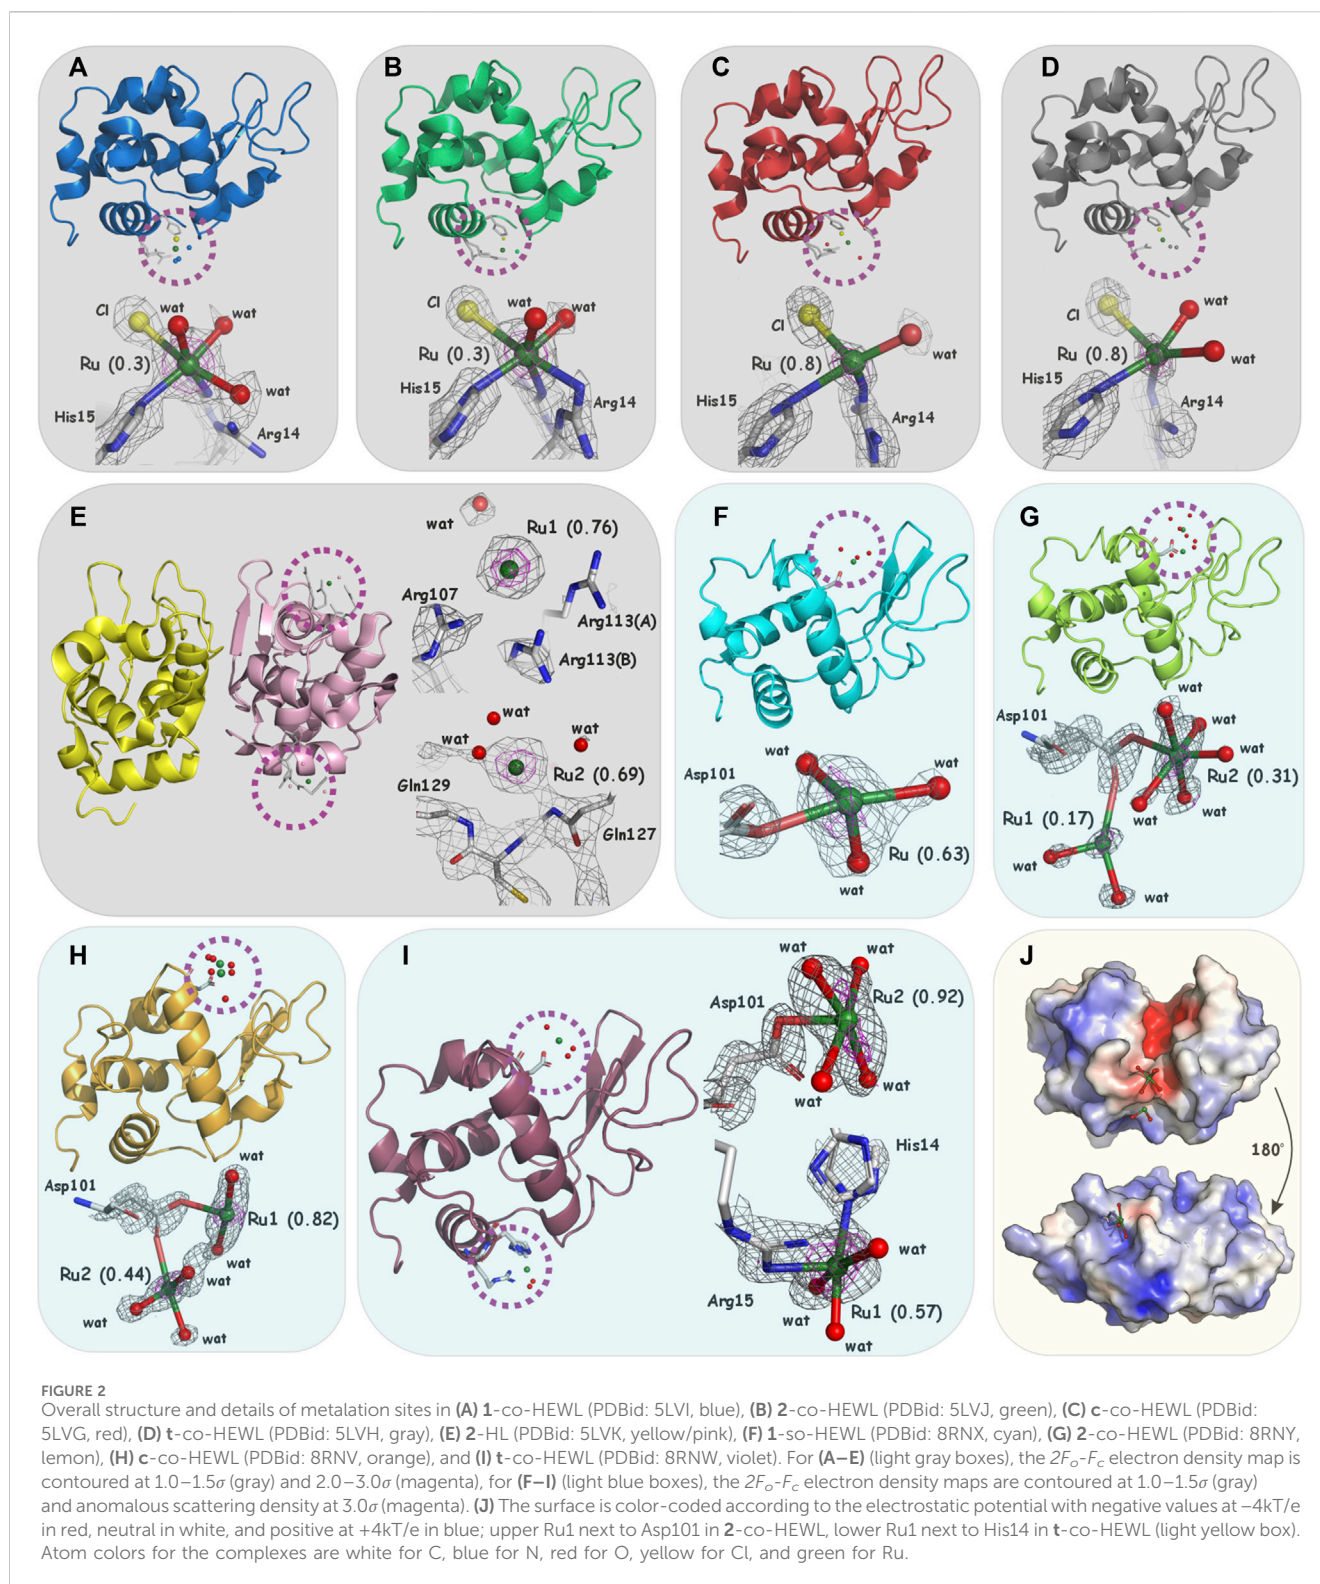 A
Cl
wat
wat
Ru (0.3)
wat
His15
Arg14
B
Cl
wat
wat
Ru (0.3)
His15
Arg14
C
Cl
wat
Ru (0.8)
His15
Arg14
D
Cl
wat
Ru (0.8)
wat
His15
Arg14
E
wat
Ru1 (0.76)
Arg107
Arg113(A)
Arg113(B)
wat
wat
wat
Ru2 (0.69)
Gln129
Gln127
F
wat
wat
Asp101
Ru (0.63)
wat
G
wat
Asp101
wat
wat
Ru2 (0.31)
wat
Ru1 (0.17)
wat
wat
wat
H
wat
Asp101
Ru1 (0.82)
wat
Ru2 (0.44)
wat
wat
wat
I
wat
wat
Asp101
Ru2 (0.92)
wat
wat
His14
wat
Arg15
wat
Ru1 (0.57)
wat
J
180°
FIGURE 2
Overall structure and details of metalation sites in (A) 1-co-HEWL (PDBid: 5LVI, blue), (B) 2-co-HEWL (PDBid: 5LVJ, green), (C) c-co-HEWL (PDBid:
5LVG, red), (D) t-co-HEWL (PDBid: 5LVH, gray), (E) 2-HL (PDBid: 5LVK, yellow/pink), (F) 1-so-HEWL (PDBid: 8RNX, cyan), (G) 2-co-HEWL (PDBid: 8RNY,
lemon), (H) c-co-HEWL (PDBid: 8RNV, orange), and (I) t-co-HEWL (PDBid: 8RNW, violet). For (A–E) (light gray boxes), the 2Fo-Fc electron density map is
contoured at 1.0–1.5σ (gray) and 2.0–3.0σ (magenta), for (F–I) (light blue boxes), the 2Fo-Fc electron density maps are contoured at 1.0–1.5σ (gray)
and anomalous scattering density at 3.0σ (magenta). (J) The surface is color-coded according to the electrostatic potential with negative values at −4kT/e
in red, neutral in white, and positive at +4kT/e in blue; upper Ru1 next to Asp101 in 2-co-HEWL, lower Ru1 next to His14 in t-co-HEWL (light yellow box).
Atom colors for the complexes are white for C, blue for N, red for O, yellow for Cl, and green for Ru.